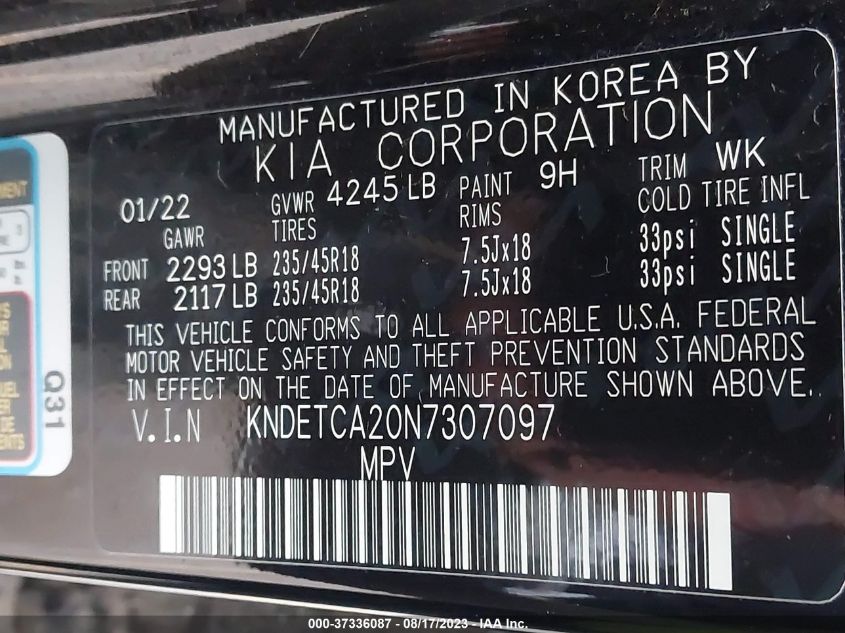 MANUFACTURED IN KOREA BY
KIA CORPORATION
01/22 GVWR 4245 LB PAINT 9H TRIM WK
GAWR TIRES RIMS COLD TIRE INFL
FRONT 2293 LB 235/45R18 7.5Jx18 33psi SINGLE
REAR 2117 LB 235/45R18 7.5Jx18 33psi SINGLE
THIS VEHICLE CONFORMS TO ALL APPLICABLE U.S.A. FEDERAL
MOTOR VEHICLE SAFETY AND THEFT PREVENTION STANDARDS
IN EFFECT ON THE DATE OF MANUFACTURE SHOWN ABOVE.
V.I.N KNDETCA20N7307097
MPV
Q31
000-37336087 - 08/17/2023 - IAA Inc.